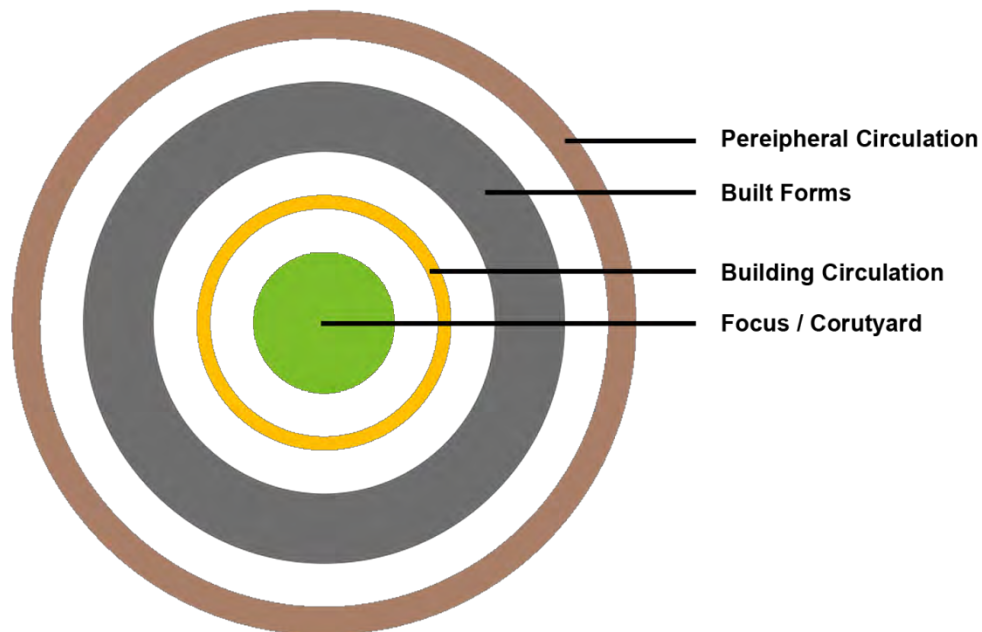 Pereipheral Circulation
Built Forms
Building Circulation
Focus / Corutyard